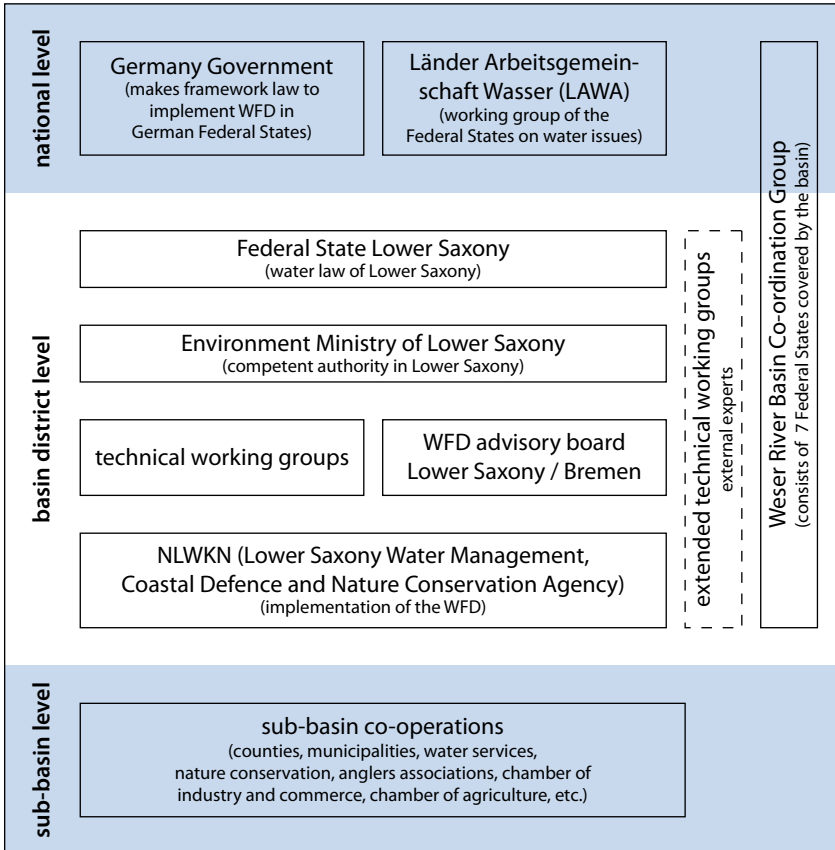 national level
Germany Government
(makes framework law to
implement WFD in
German Federal States)
Länder Arbeitsgemein-
schaft Wasser (LAWA)
(working group of the
Federal States on water issues)
basin district level
Federal State Lower Saxony
(water law of Lower Saxony)
Environment Ministry of Lower Saxony
(competent authority in Lower Saxony)
technical working groups
WFD advisory board
Lower Saxony / Bremen
NLWKN (Lower Saxony Water Management,
Coastal Defence and Nature Conservation Agency)
(implementation of the WFD)
extended technical working groups
external experts
Weser River Basin Co-ordination Group
(consists of 7 Federal States covered by the basin)
sub-basin level
sub-basin co-operations
(counties, municipalities, water services,
nature conservation, anglers associations, chamber of
industry and commerce, chamber of agriculture, etc.)